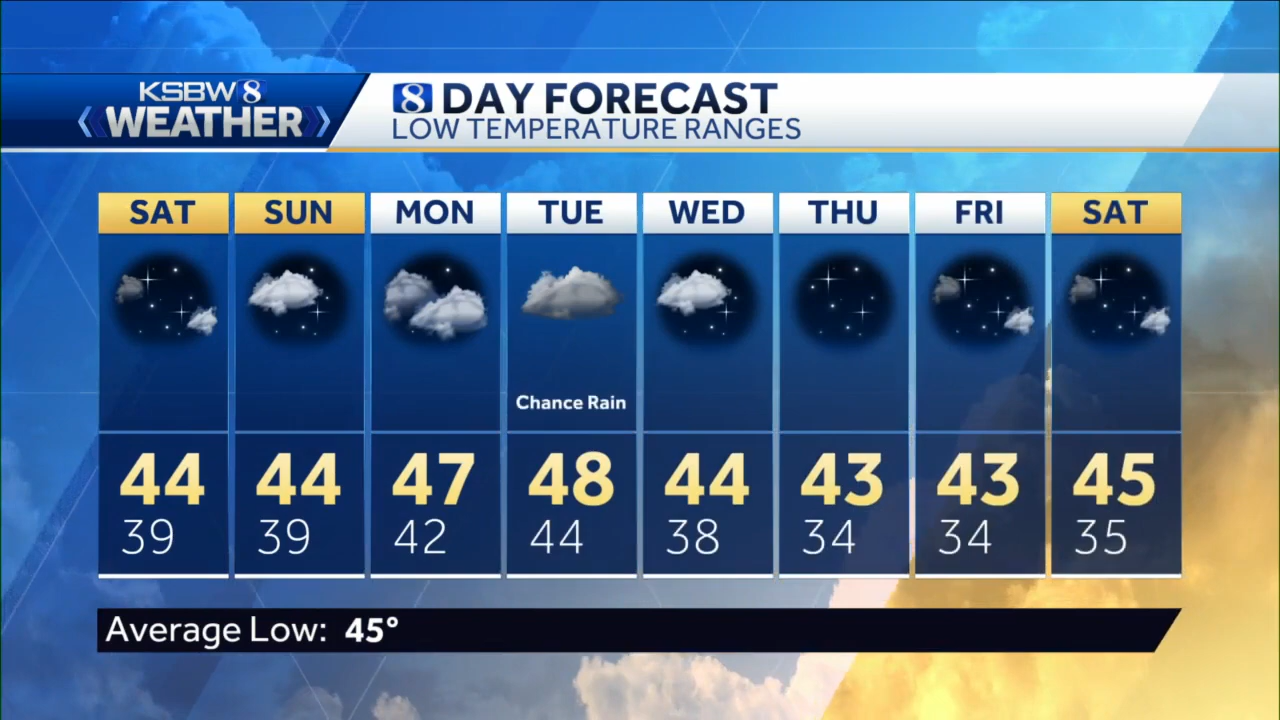 KSBW 8
WEATHER
8 DAY FORECAST
LOW TEMPERATURE RANGES
SAT SUN MON TUE WED THU FRI SAT
Chance Rain
44 44 47 48 44 43 43 45
39 39 42 44 38 34 34 35
Average Low: 45°